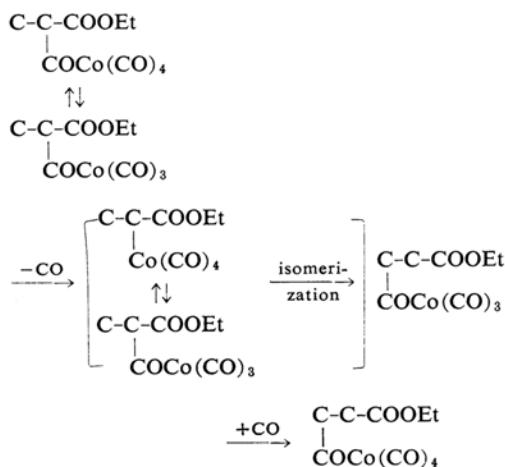 C-C-COOEt
COCo(CO)₄
⇅
C-C-COOEt
COCo(CO)₃
C-C-COOEt
Co(CO)₄
⇅
C-C-COOEt
COCo(CO)₃
−CO
isomeri-
zation
C-C-COOEt
COCo(CO)₃
+CO
C-C-COOEt
COCo(CO)₄